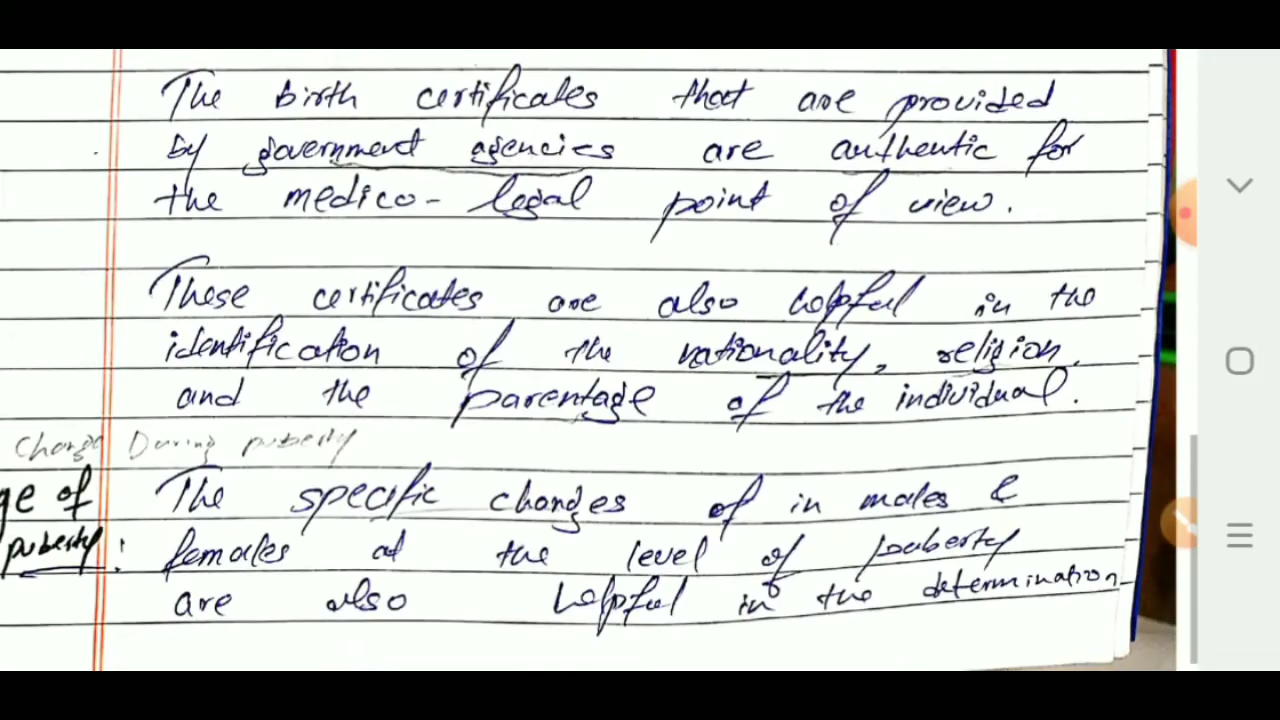 The birth certificates that are provided
by government agencies are authentic for
the medico-legal point of view.
These certificates are also helpful in the
identification of the nationality, religion,
and the parentage of the individual.
Change During puberty
ge of The specific changes of in males &
puberty: females at the level of puberty
are also helpful in the determination